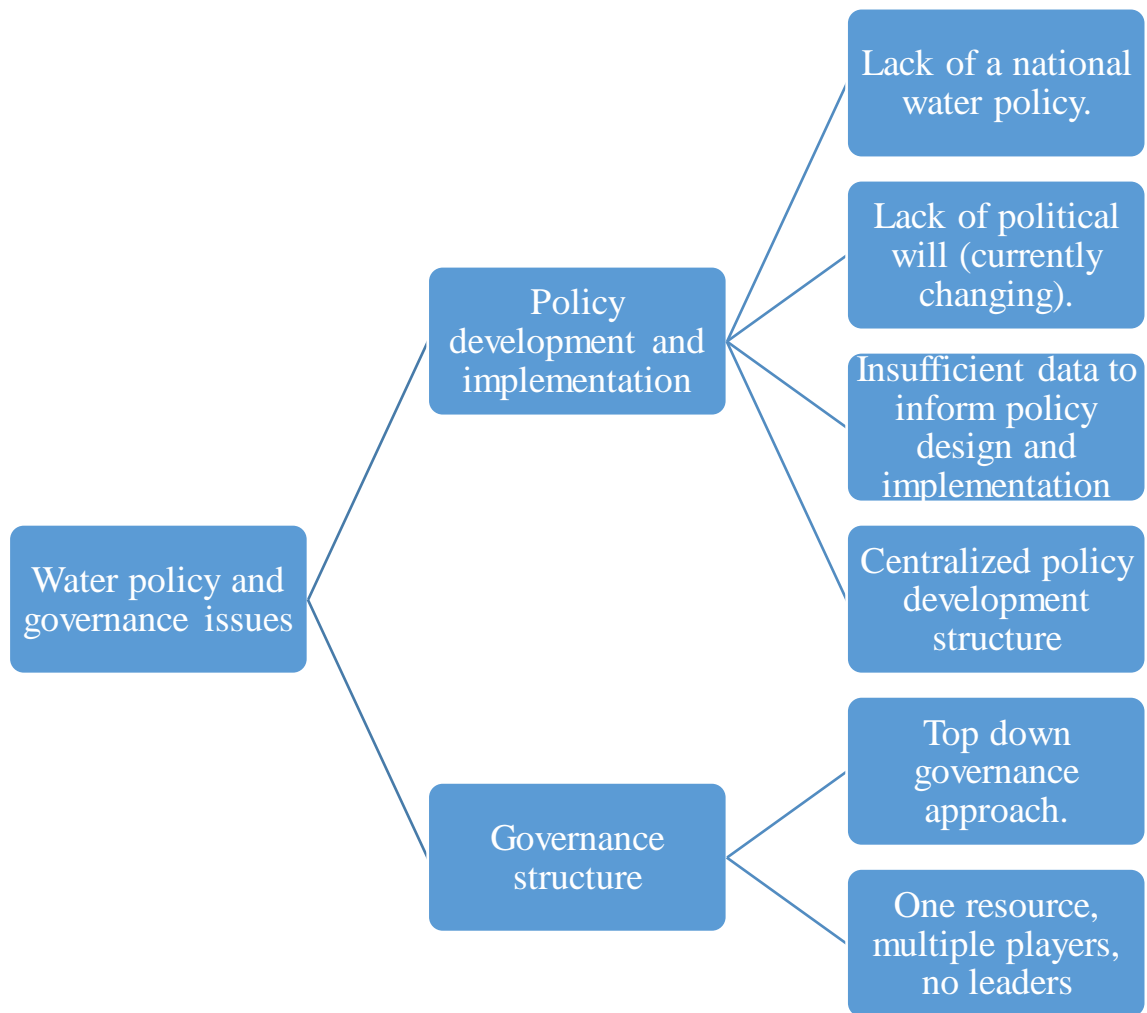 Water policy and
governance issues
Policy
development and
implementation
Lack of a national
water policy.
Lack of political
will (currently
changing).
Insufficient data to
inform policy
design and
implementation
Centralized policy
development
structure
Governance
structure
Top down
governance
approach.
One resource,
multiple players,
no leaders